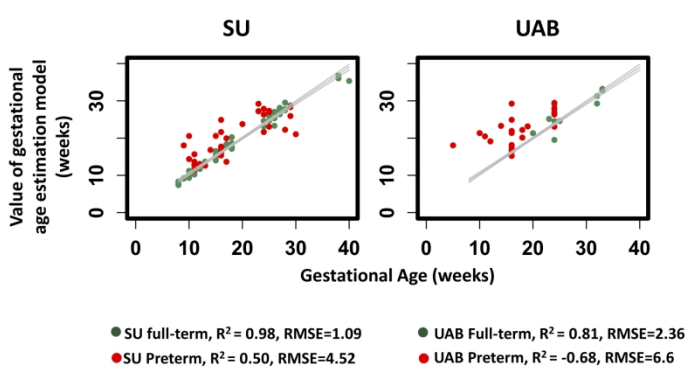 SU
UAB
Value of gestational
age estimation model
(weeks)
30
10
0
30
10
0
0 10 20 30 40
0 10 20 30 40
Gestational Age (weeks)
SU full-term, R² = 0.98, RMSE=1.09
SU Preterm, R² = 0.50, RMSE=4.52
UAB Full-term, R² = 0.81, RMSE=2.36
UAB Preterm, R² = -0.68, RMSE=6.6